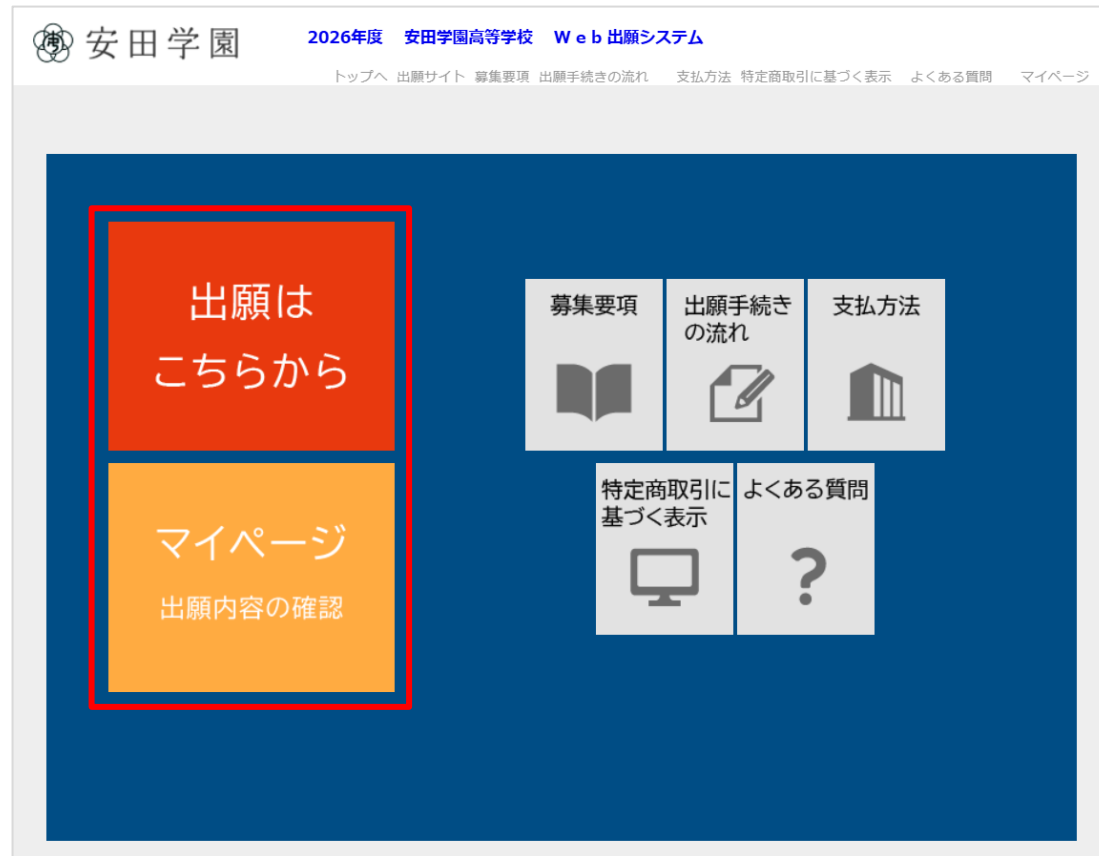 安田学園
2026年度 安田学園高等学校 Ｗｅｂ出願システム
トップへ 出願サイト 募集要項 出願手続きの流れ 支払方法 特定商取引に基づく表示 よくある質問 マイページ
出願は
こちらから
マイページ
出願内容の確認
募集要項
出願手続き
の流れ
支払方法
特定商取引に
基づく表示
よくある質問
?